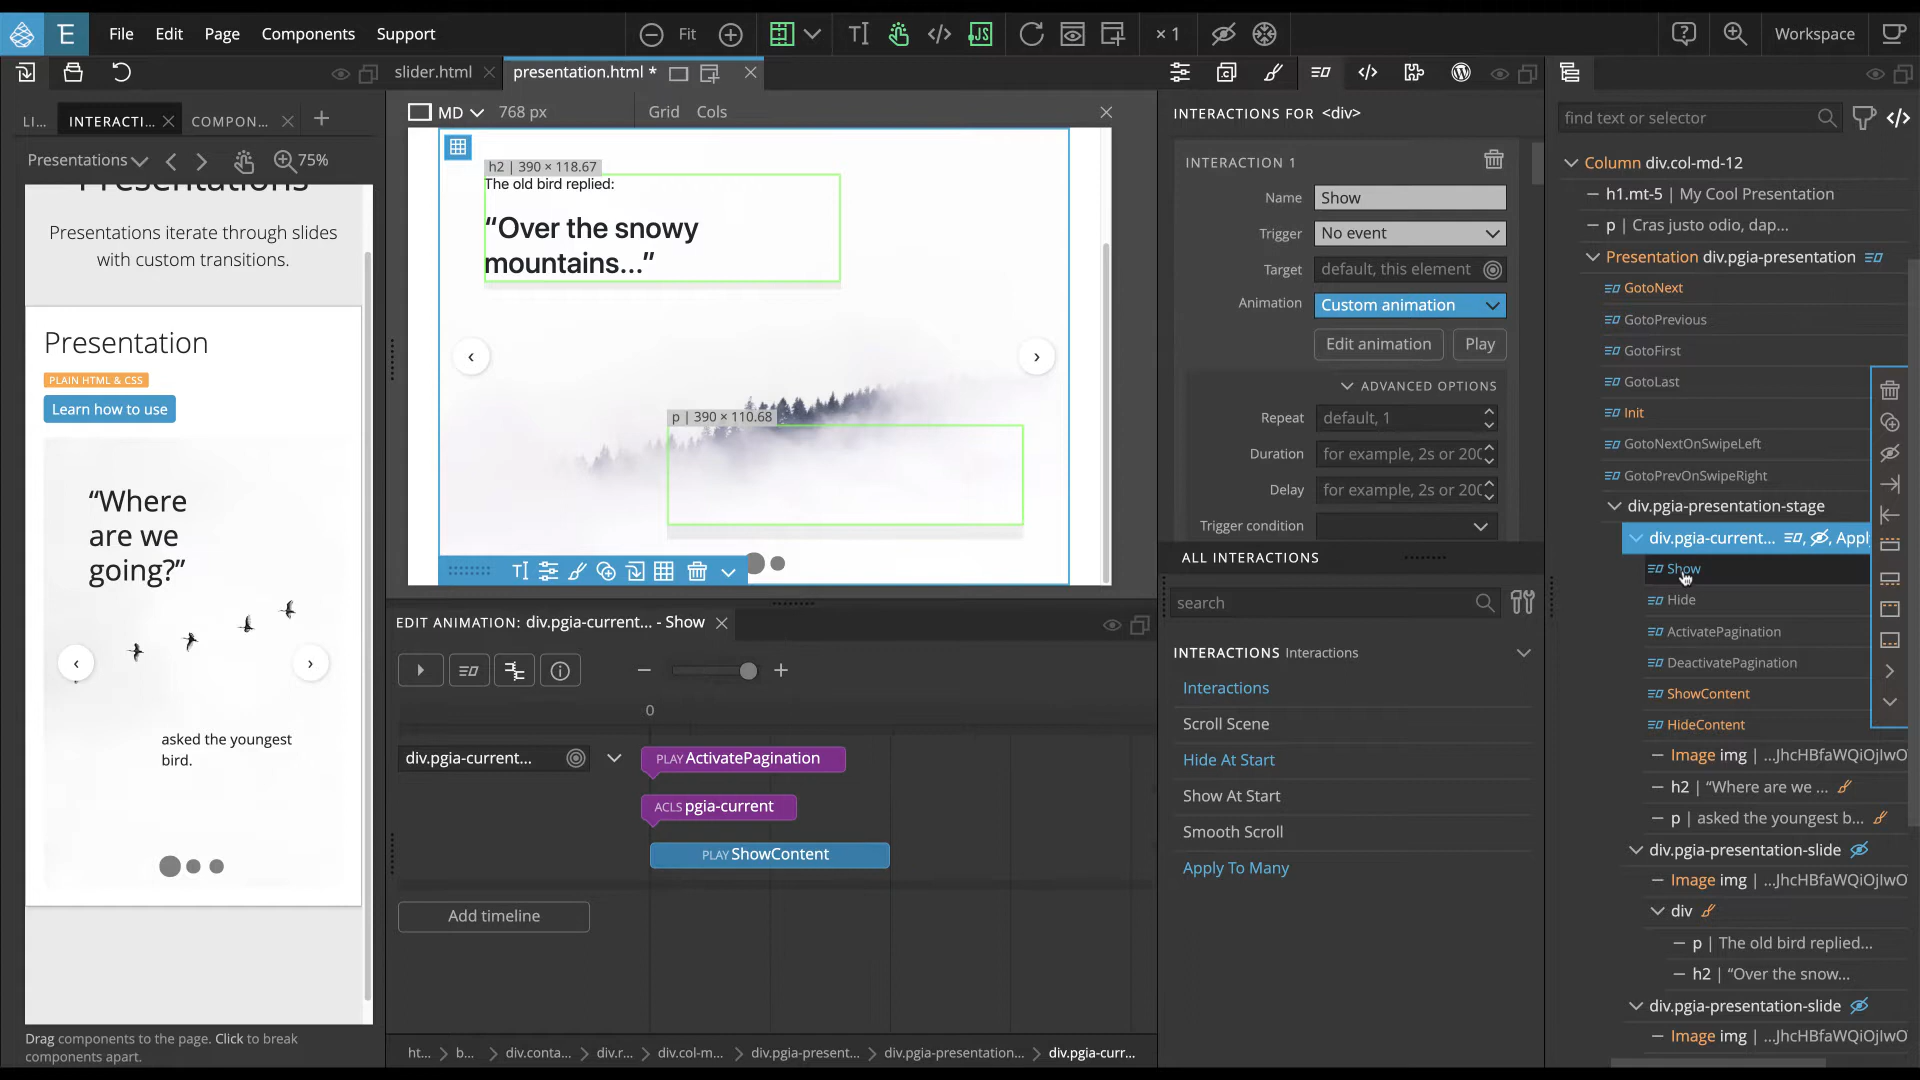 E File Edit Page Components Support Fit TI JS × 1 Workspace
slider.html × presentation.html * ×
LI... INTERACTI... × COMPON... × +
Presentations 75%
Presentations
Presentations iterate through slides
with custom transitions.
Presentation
PLAIN HTML & CSS
Learn how to use
“Where
are we
going?”
‹ ›
asked the youngest
bird.
Drag components to the page. Click to break
components apart.
MD 768 px Grid Cols ×
h2 | 390 × 118.67
The old bird replied:
“Over the snowy
mountains...”
‹ ›
p | 390 × 110.68
EDIT ANIMATION: div.pgia-current... - Show ×
0
div.pgia-current... PLAY ActivatePagination
ACLS pgia-current
PLAY ShowContent
Add timeline
ht... b... div.conta... div.r... div.col-m... div.pgia-present... div.pgia-presentation... div.pgia-curr...
INTERACTIONS FOR <div>
INTERACTION 1
Name Show
Trigger No event
Target default, this element
Animation Custom animation
Edit animation Play
ADVANCED OPTIONS
Repeat default, 1
Duration for example, 2s or 200
Delay for example, 2s or 200
Trigger condition
ALL INTERACTIONS
search
INTERACTIONS Interactions
Interactions
Scroll Scene
Hide At Start
Show At Start
Smooth Scroll
Apply To Many
find text or selector
Column div.col-md-12
h1.mt-5 | My Cool Presentation
p | Cras justo odio, dap...
Presentation div.pgia-presentation
GotoNext
GotoPrevious
GotoFirst
GotoLast
Init
GotoNextOnSwipeLeft
GotoPrevOnSwipeRight
div.pgia-presentation-stage
div.pgia-current... , , Appl
Show
Hide
ActivatePagination
DeactivatePagination
ShowContent
HideContent
Image img | ...JhcHBfaWQiOjIwO
h2 | “Where are we ...
p | asked the youngest b...
div.pgia-presentation-slide
Image img | ...JhcHBfaWQiOjIwO
div
p | The old bird replied...
h2 | “Over the snow...
div.pgia-presentation-slide
Image img | ...JhcHBfaWQiOjIwO